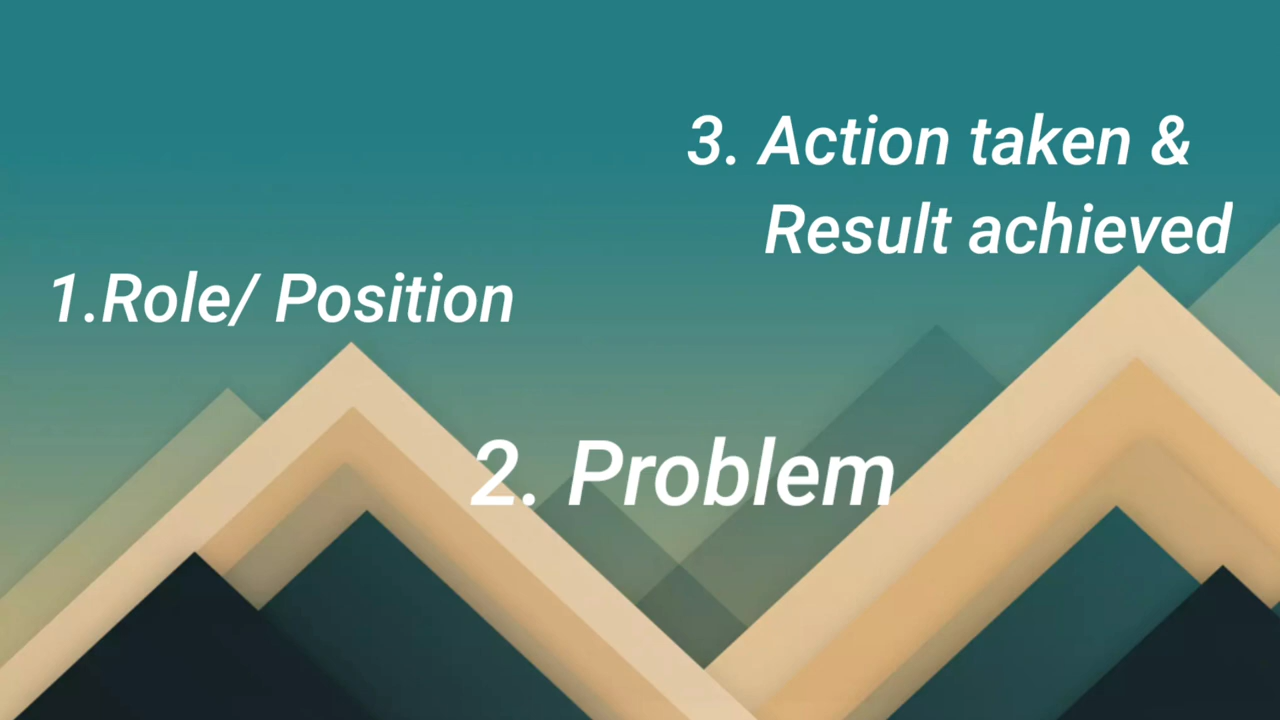 1.Role/ Position
2. Problem
3. Action taken &
Result achieved